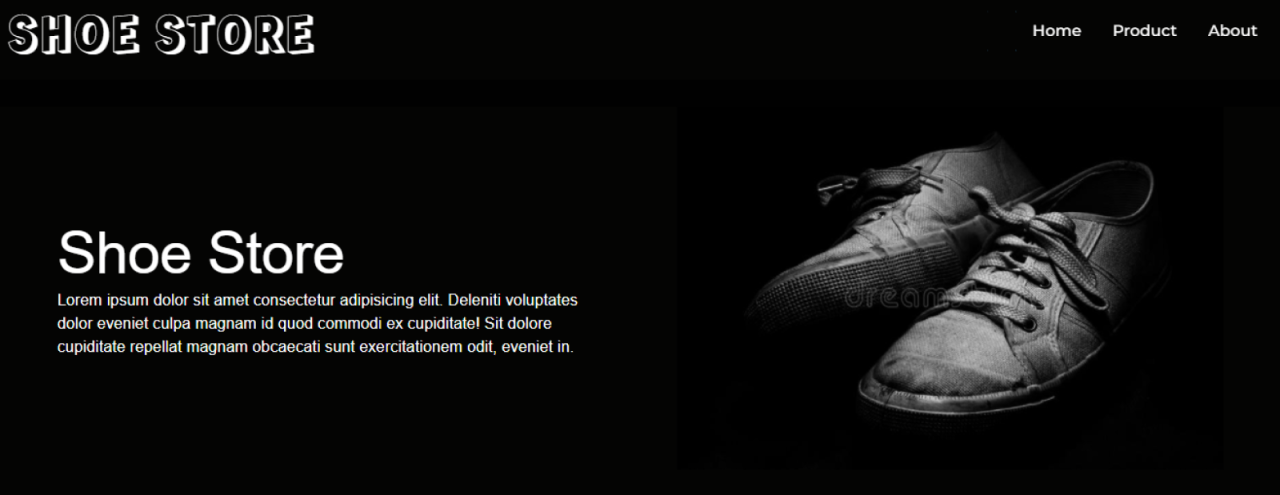 SHOE STORE
Home Product About
Shoe Store
Lorem ipsum dolor sit amet consectetur adipisicing elit. Deleniti voluptates
dolor eveniet culpa magnam id quod commodi ex cupiditate! Sit dolore
cupiditate repellat magnam obcaecati sunt exercitationem odit, eveniet in.